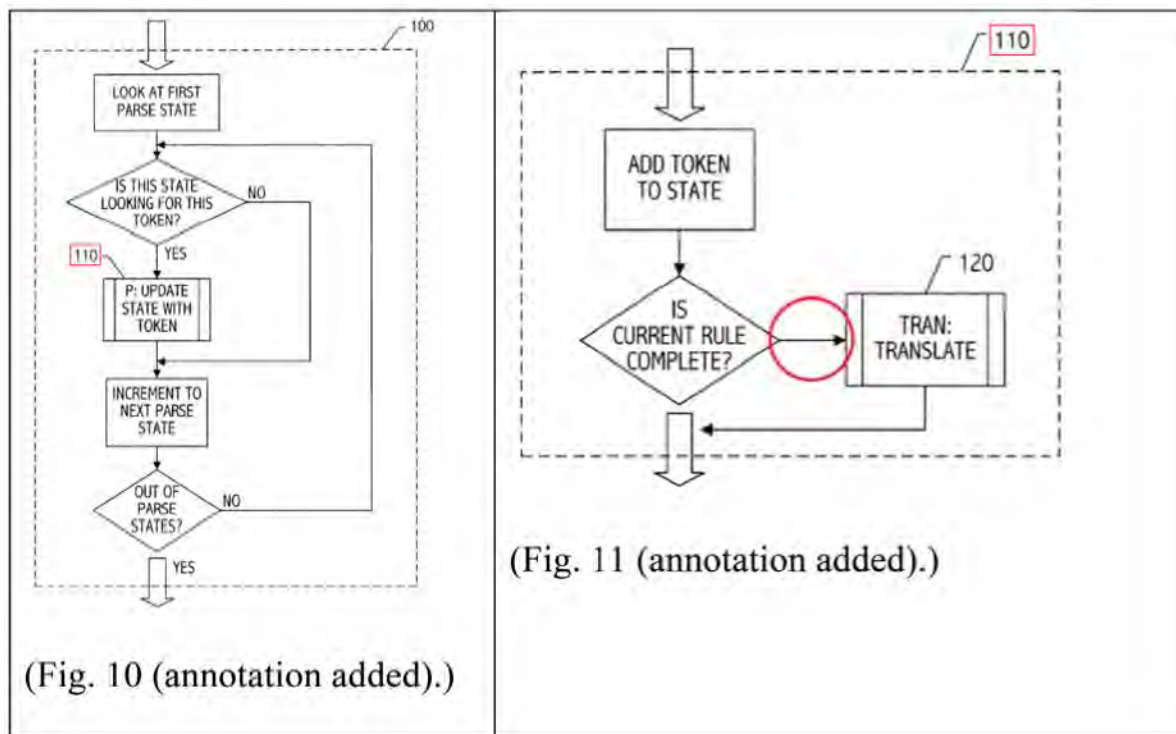 100
LOOK AT FIRST
PARSE STATE
IS THIS STATE
LOOKING FOR THIS
TOKEN?
NO
YES
110
P: UPDATE
STATE WITH
TOKEN
INCREMENT TO
NEXT PARSE
STATE
OUT OF
PARSE
STATES?
NO
YES
(Fig. 10 (annotation added).)
110
ADD TOKEN
TO STATE
IS
CURRENT RULE
COMPLETE?
120
TRAN:
TRANSLATE
(Fig. 11 (annotation added).)